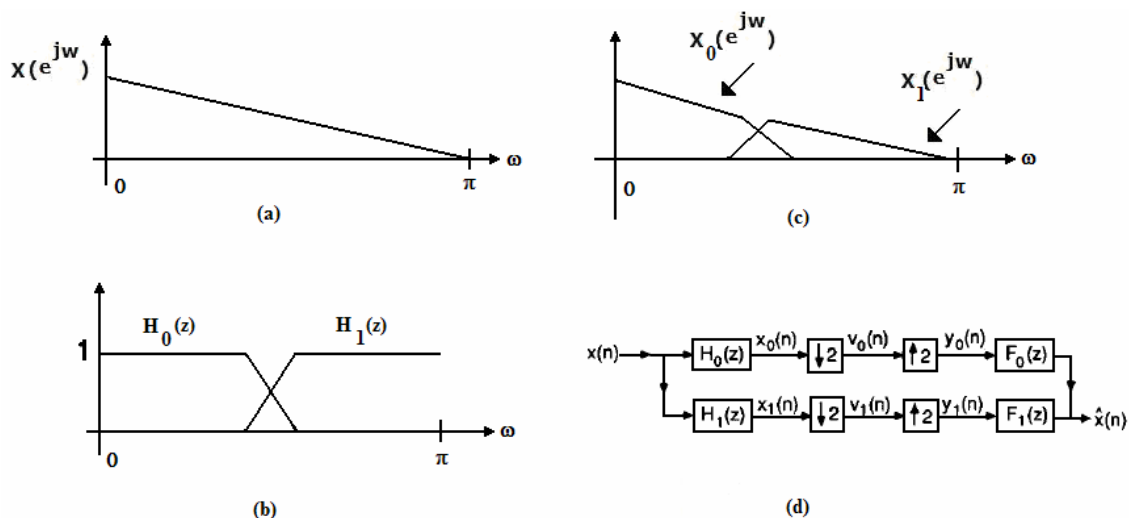 X(e^jw)
ω
0
π
(a)
X_0(e^jw)
X_1(e^jw)
ω
0
π
(c)
H_0(z)
H_1(z)
1
ω
0
π
(b)
x(n)
H_0(z)
x_0(n)
↓2
v_0(n)
↑2
y_0(n)
F_0(z)
H_1(z)
x_1(n)
↓2
v_1(n)
↑2
y_1(n)
F_1(z)
x̂(n)
(d)